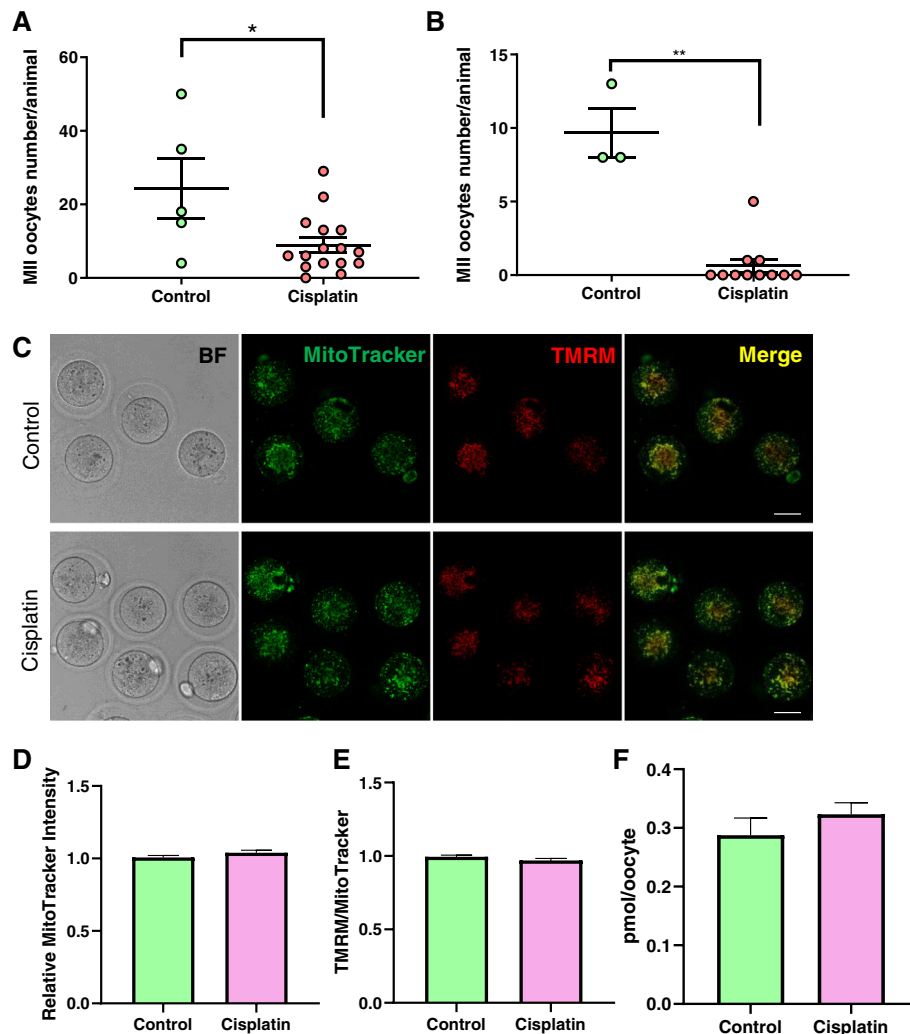 A
MII oocytes number/animal
60
40
20
0
*
Control
Cisplatin
B
MII oocytes number/animal
15
10
5
0
**
Control
Cisplatin
C
BF
MitoTracker
TMRM
Merge
Control
Cisplatin
D
Relative MitoTracker Intensity
1.5
1.0
0.5
0.0
Control
Cisplatin
E
TMRM/MitoTracker
1.5
1.0
0.5
0.0
Control
Cisplatin
F
pmol/oocyte
0.4
0.3
0.2
0.1
0.0
Control
Cisplatin